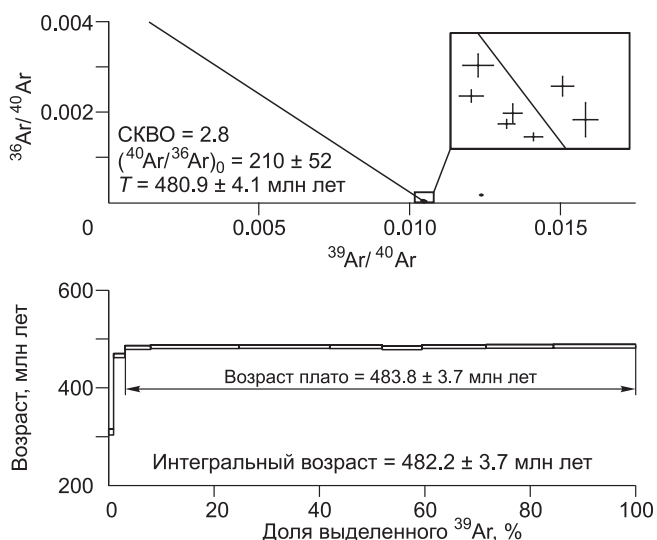 0.004
0.002
³⁶Ar/ ⁴⁰Ar
СКВО = 2.8
(⁴⁰Ar/³⁶Ar)₀ = 210 ± 52
T = 480.9 ± 4.1 млн лет
0
0.005
0.010
0.015
³⁹Ar/ ⁴⁰Ar
600
400
200
Возраст, млн лет
Возраст плато = 483.8 ± 3.7 млн лет
Интегральный возраст = 482.2 ± 3.7 млн лет
0
20
40
60
80
100
Доля выделенного ³⁹Ar, %